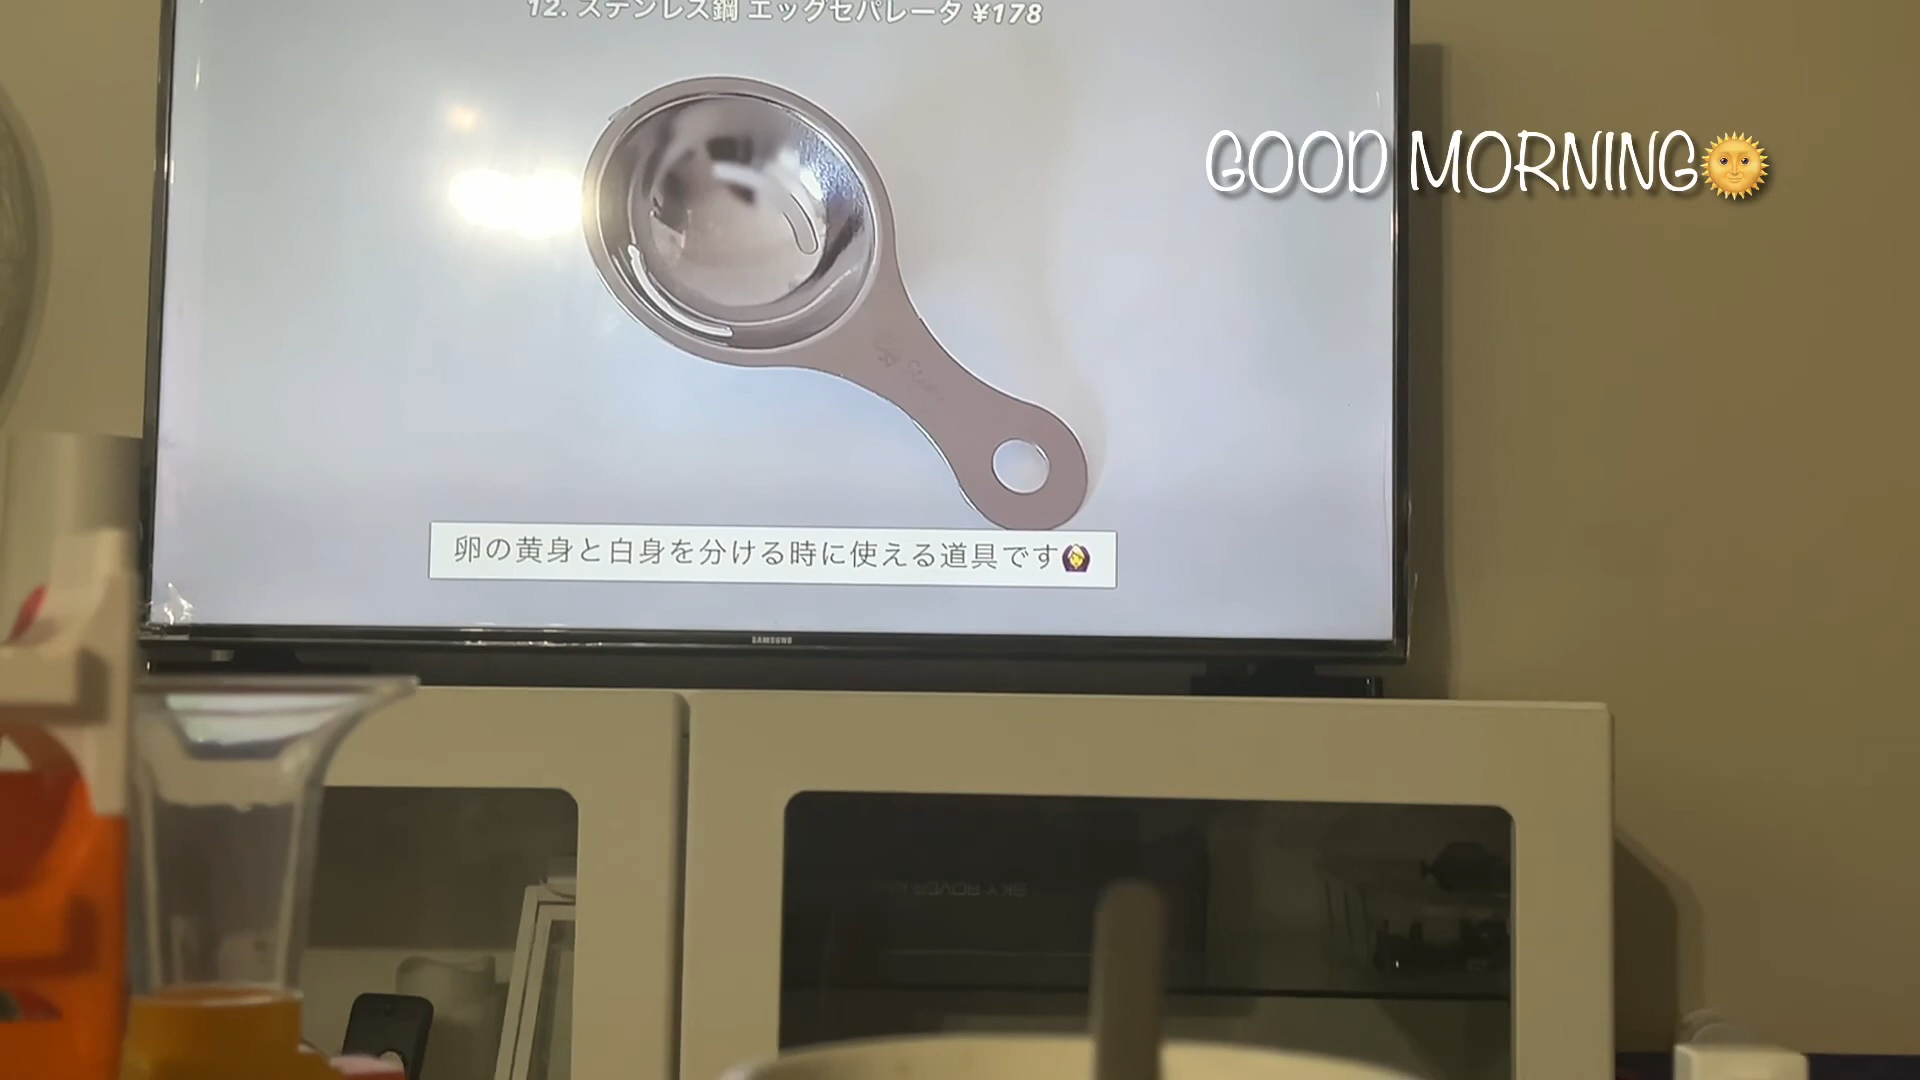 12. ステンレス鋼 エッグセパレータ ¥178
GOOD MORNING🌞
卵の黄身と白身を分ける時に使える道具です🙆
SAMSUNG
SKY ROVER